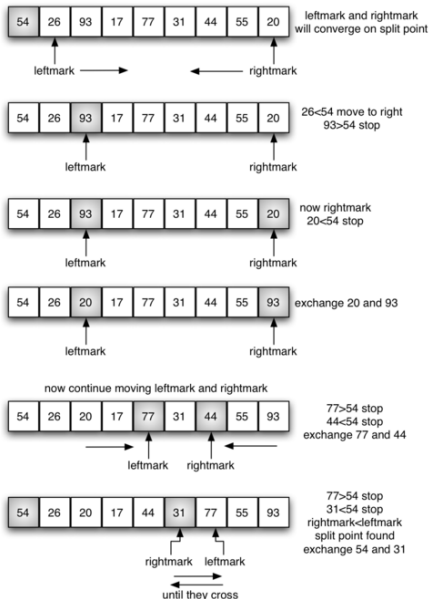 54 26 93 17 77 31 44 55 20
leftmark and rightmark
will converge on split point
leftmark rightmark
54 26 93 17 77 31 44 55 20
26<54 move to right
93>54 stop
leftmark rightmark
54 26 93 17 77 31 44 55 20
now rightmark
20<54 stop
leftmark rightmark
54 26 20 17 77 31 44 55 93
exchange 20 and 93
leftmark rightmark
now continue moving leftmark and rightmark
54 26 20 17 77 31 44 55 93
77>54 stop
44<54 stop
exchange 77 and 44
leftmark rightmark
54 26 20 17 44 31 77 55 93
77>54 stop
31<54 stop
rightmark<leftmark
split point found
exchange 54 and 31
rightmark leftmark
until they cross